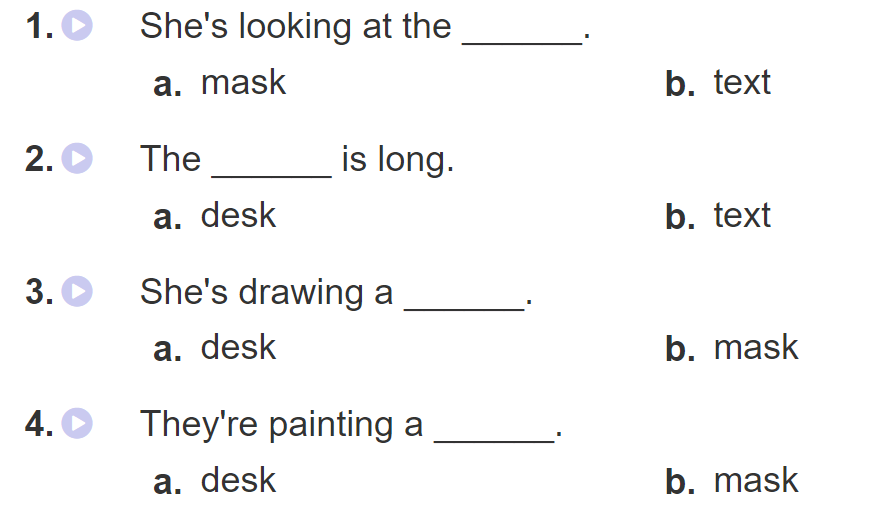 1. She's looking at the ______.
a. mask b. text
2. The ______ is long.
a. desk b. text
3. She's drawing a ______.
a. desk b. mask
4. They're painting a ______.
a. desk b. mask